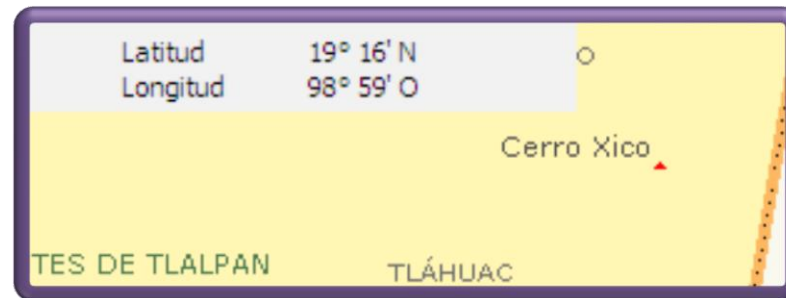 Latitud 19° 16' N
Longitud 98° 59' O
Cerro Xico
TES DE TLALPAN
TLÁHUAC